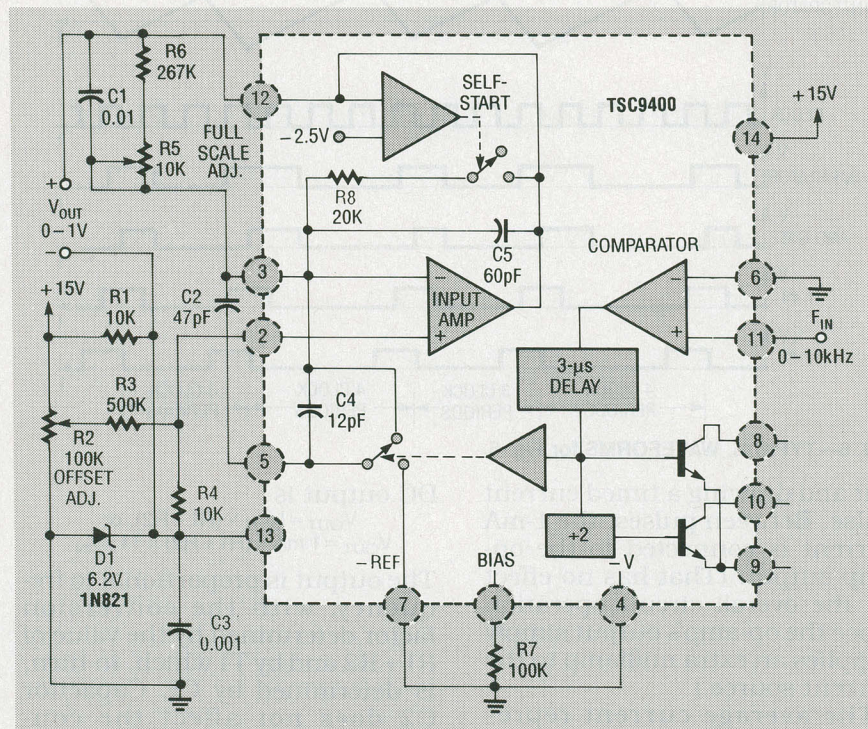 R6
267K
C1
0.01
R5
10K
FULL
SCALE
ADJ.
12
SELF-
START
TSC9400
+15V
−2.5V
14
R8
20K
+
V_OUT
0−1V
−
C5
60pF
COMPARATOR
+15V
R1
10K
C2
47pF
3
2
−
INPUT
AMP
+
−
+
6
11
F_IN
0−10kHz
3-μs
DELAY
R3
500K
C4
12pF
R2
100K
OFFSET
ADJ.
5
8
10
R4
10K
÷2
9
13
D1
6.2V
1N821
−REF
BIAS
−V
7
1
4
C3
0.001
R7
100K